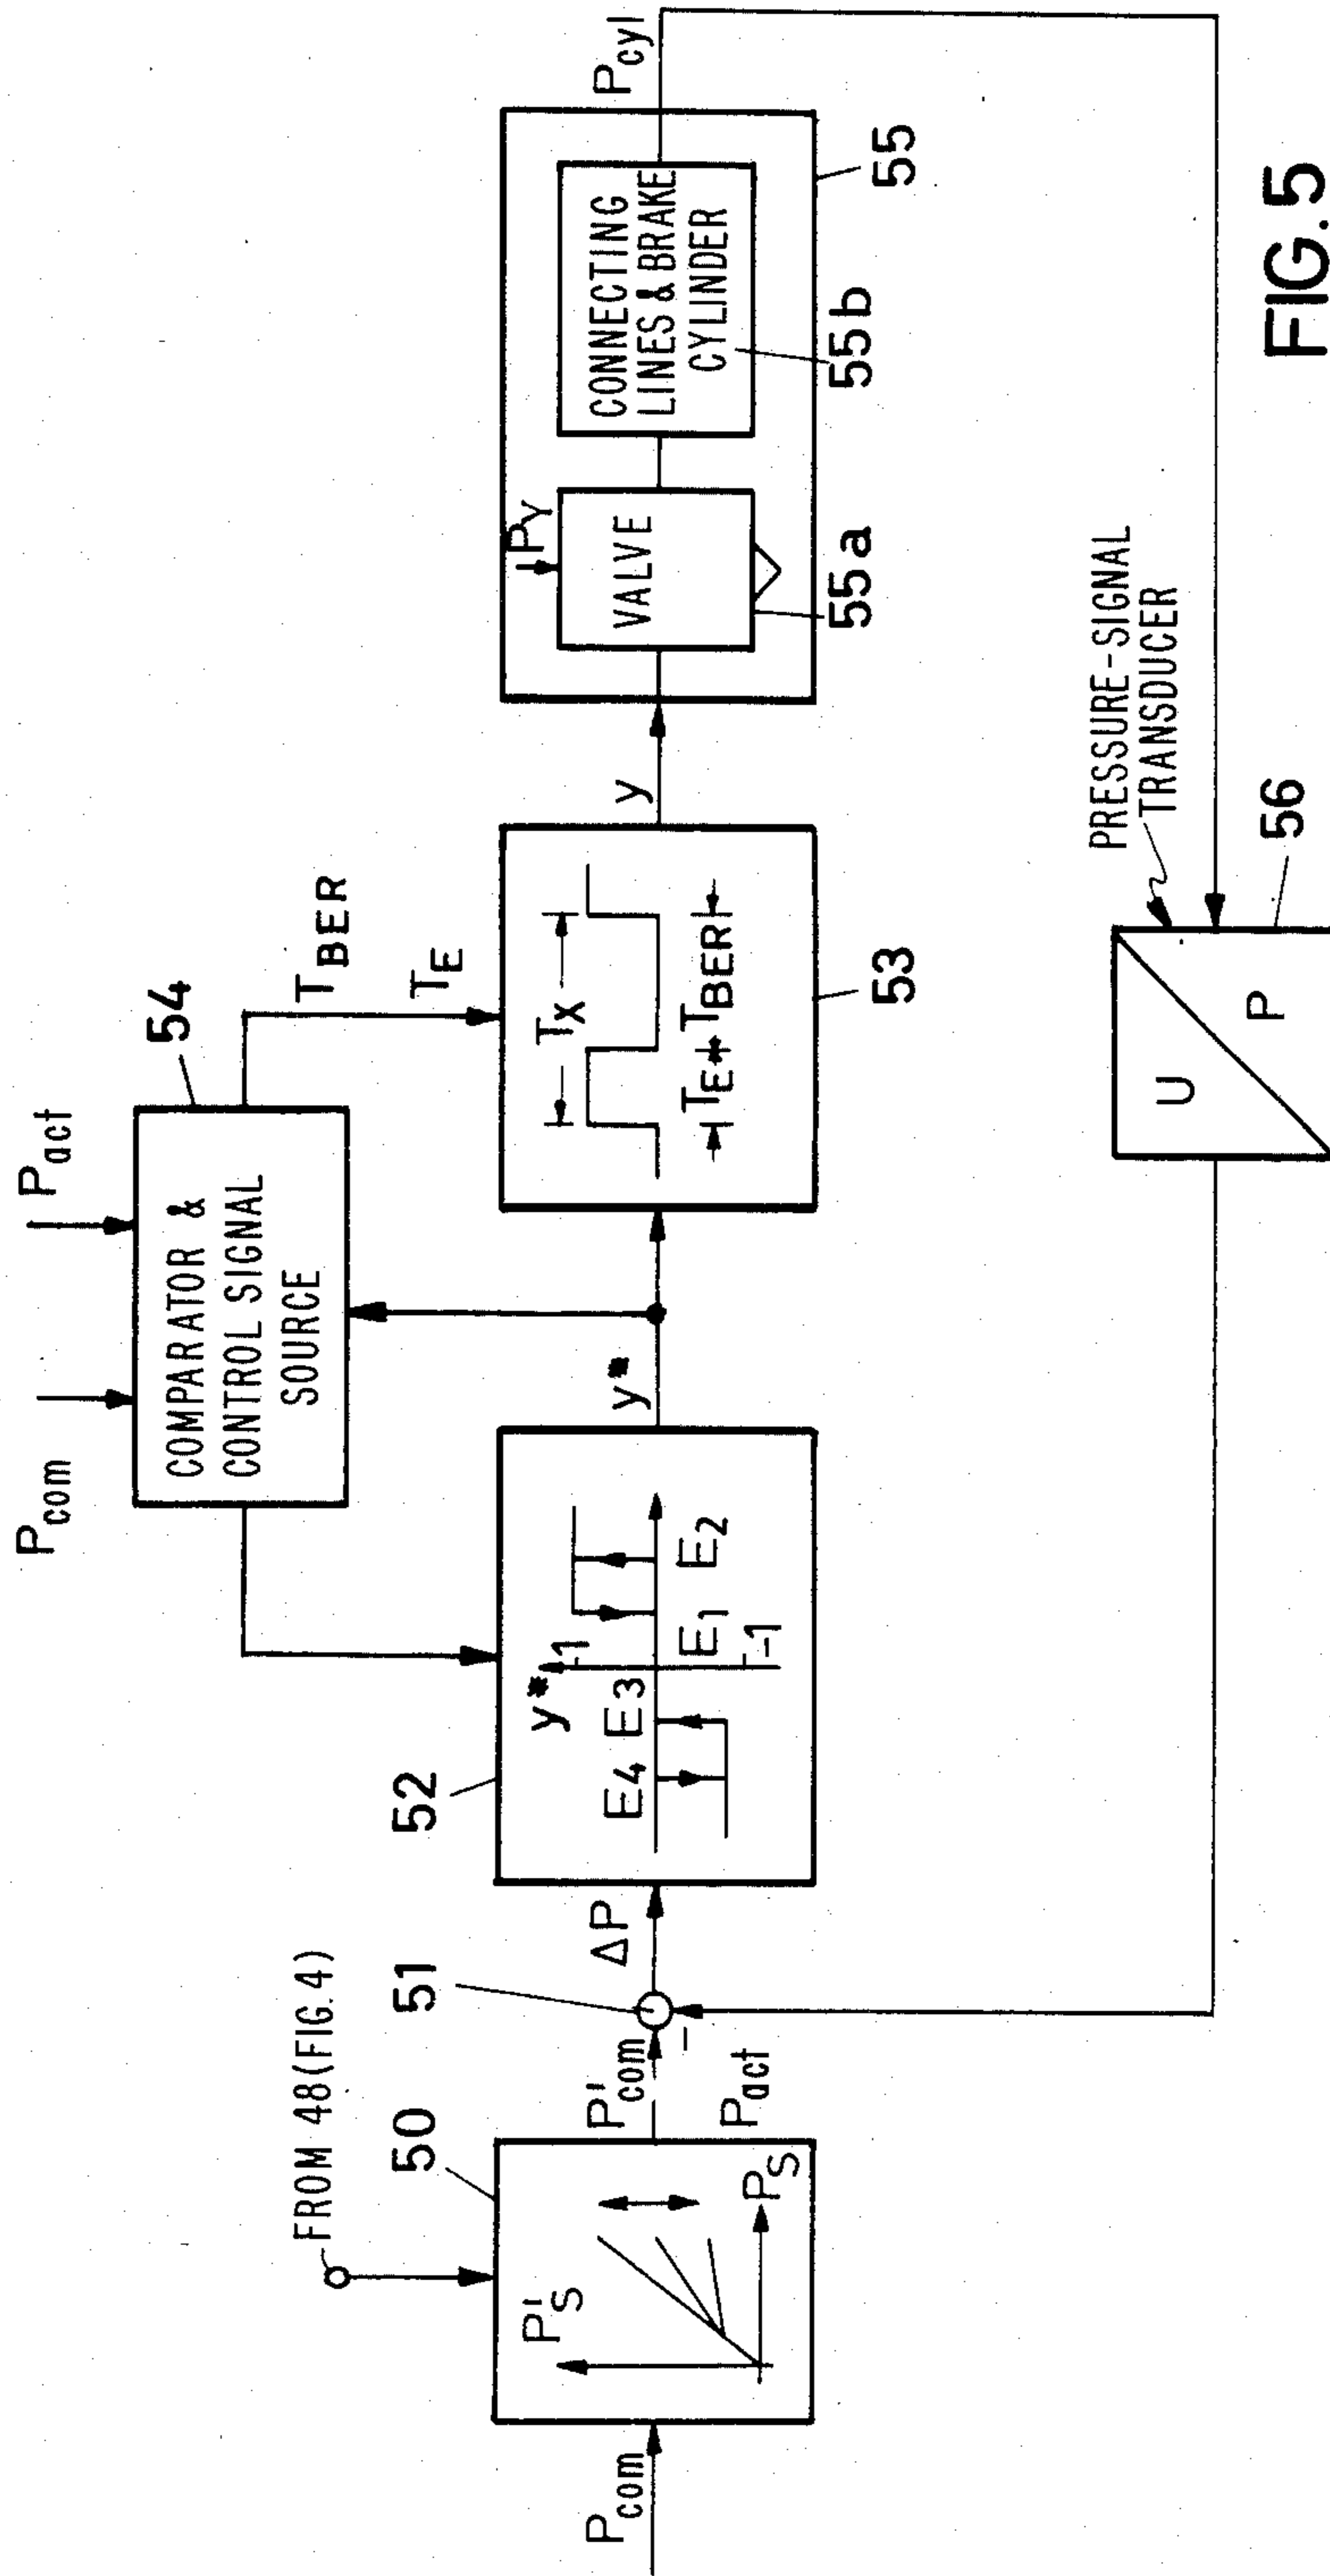 P_com
50
FROM 48(FIG.4)
P'_S
P_S
P'_com
P_act
51
-
ΔP
52
y*
1
E4 E3
E1 E2
-1
y*
P_com
P_act
54
COMPARATOR &
CONTROL SIGNAL
SOURCE
T_BER
T_E
T_X
T_E T_BER
53
y
P_Y
VALVE
55a
CONNECTING
LINES & BRAKE
CYLINDER
55b
55
P_cyl
PRESSURE-SIGNAL
TRANSDUCER
U
P
56
FIG. 5